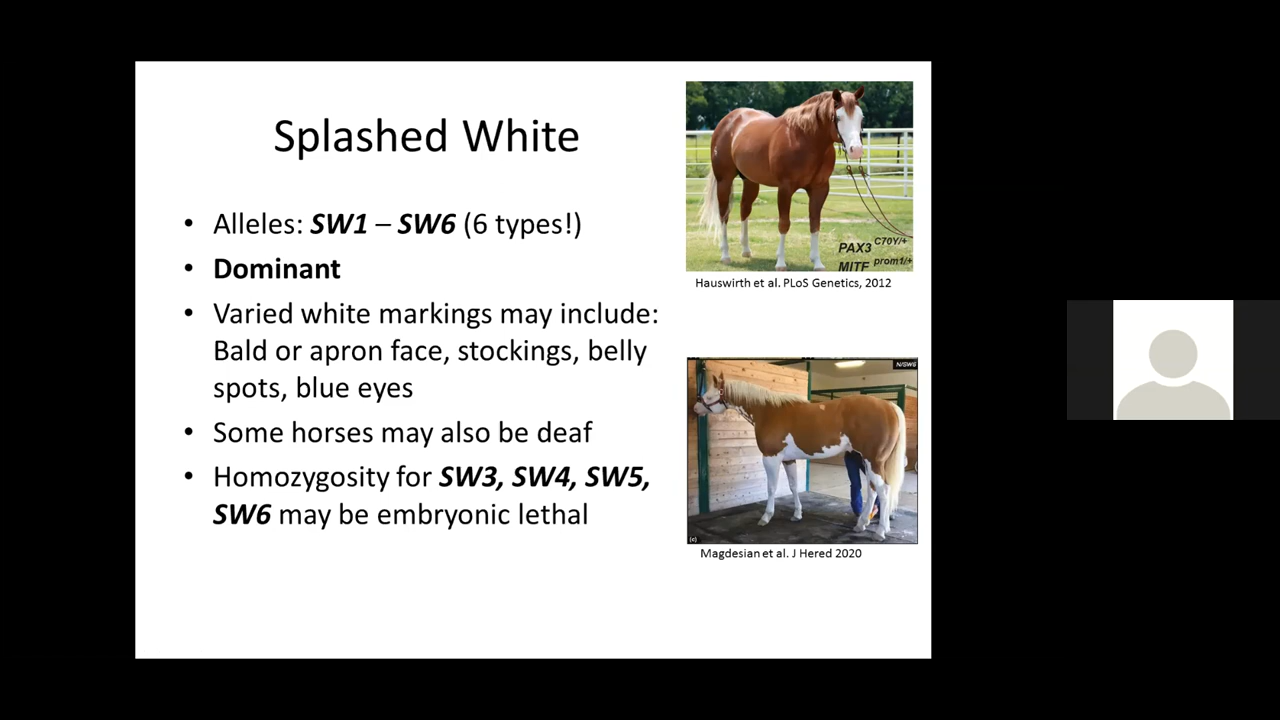 Splashed White
• Alleles: SW1 – SW6 (6 types!)
• Dominant
• Varied white markings may include:
Bald or apron face, stockings, belly
spots, blue eyes
• Some horses may also be deaf
• Homozygosity for SW3, SW4, SW5,
SW6 may be embryonic lethal
PAX3 C70Y/+
MITF prom1/+
Hauswirth et al. PLoS Genetics, 2012
N/SW6
(c)
Magdesian et al. J Hered 2020